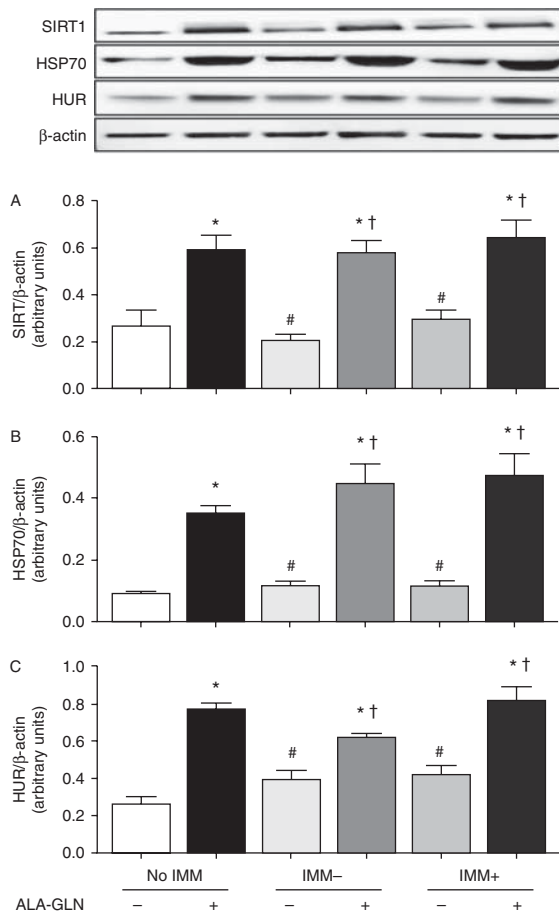 SIRT1
HSP70
HUR
β-actin
A
SIRT/β-actin
(arbitrary units)
0.8
0.6
0.4
0.2
0.0
*
#
* †
#
* †
B
HSP70/β-actin
(arbitrary units)
0.6
0.4
0.2
0.0
*
#
* †
#
* †
C
HUR/β-actin
(arbitrary units)
1.0
0.8
0.6
0.4
0.2
0.0
*
#
* †
#
* †
No IMM IMM– IMM+
ALA-GLN – + – + – +